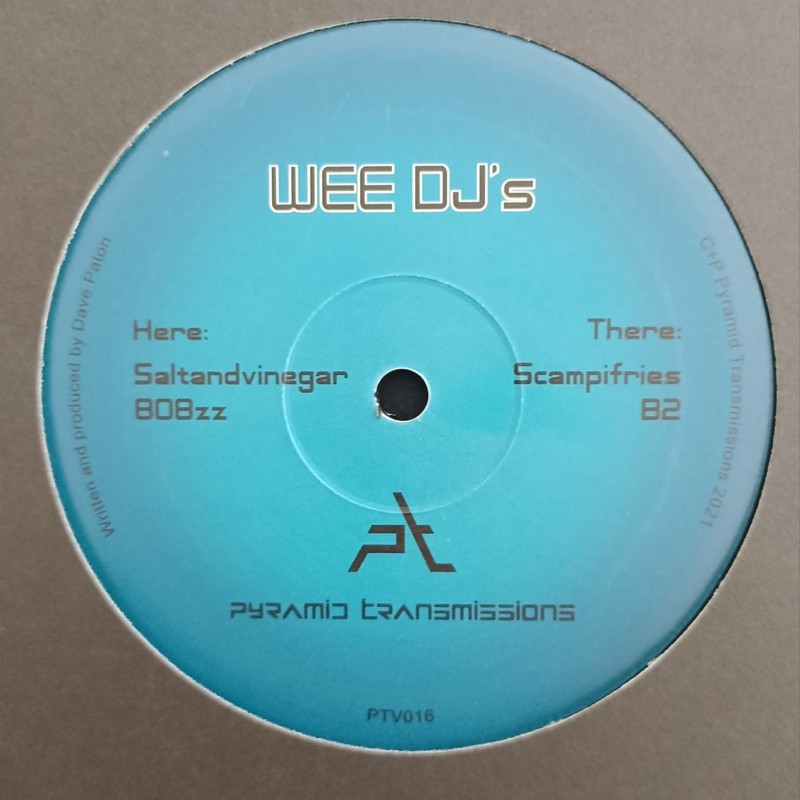 WEE DJ's
Here:
Saltandvinegar
808zz
There:
Scampifries
B2
pt
PYRAMID TRANSMISSIONS
PTV016
Written and produced by Dave Paton
C+P Pyramid Transmissions 2021